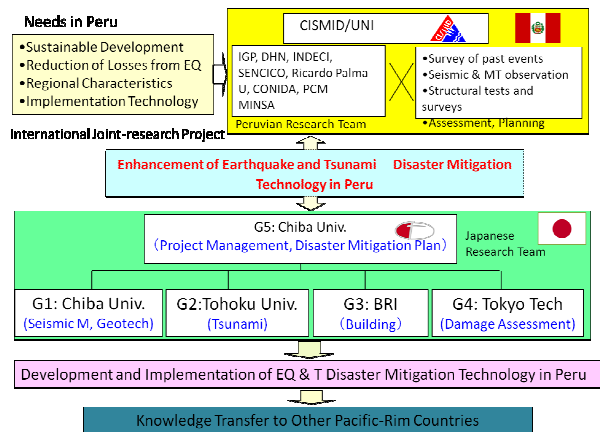 Needs in Peru
•Sustainable Development
•Reduction of Losses from EQ
•Regional Characteristics
•Implementation Technology
CISMID/UNI
IGP, DHN, INDECI,
SENCICO, Ricardo Palma
U, CONIDA, PCM
MINSA
Peruvian Research Team
•Survey of past events
•Seismic & MT observation
•Structural tests and
surveys
•Assessment, Planning
International Joint-research Project
Enhancement of Earthquake and Tsunami Disaster Mitigation
Technology in Peru
G5: Chiba Univ.
(Project Management, Disaster Mitigation Plan)
Japanese
Research Team
G1: Chiba Univ.
(Seismic M, Geotech)
G2:Tohoku Univ.
(Tsunami)
G3: BRI
(Building)
G4: Tokyo Tech
(Damage Assessment)
Development and Implementation of EQ & T Disaster Mitigation Technology in Peru
Knowledge Transfer to Other Pacific-Rim Countries